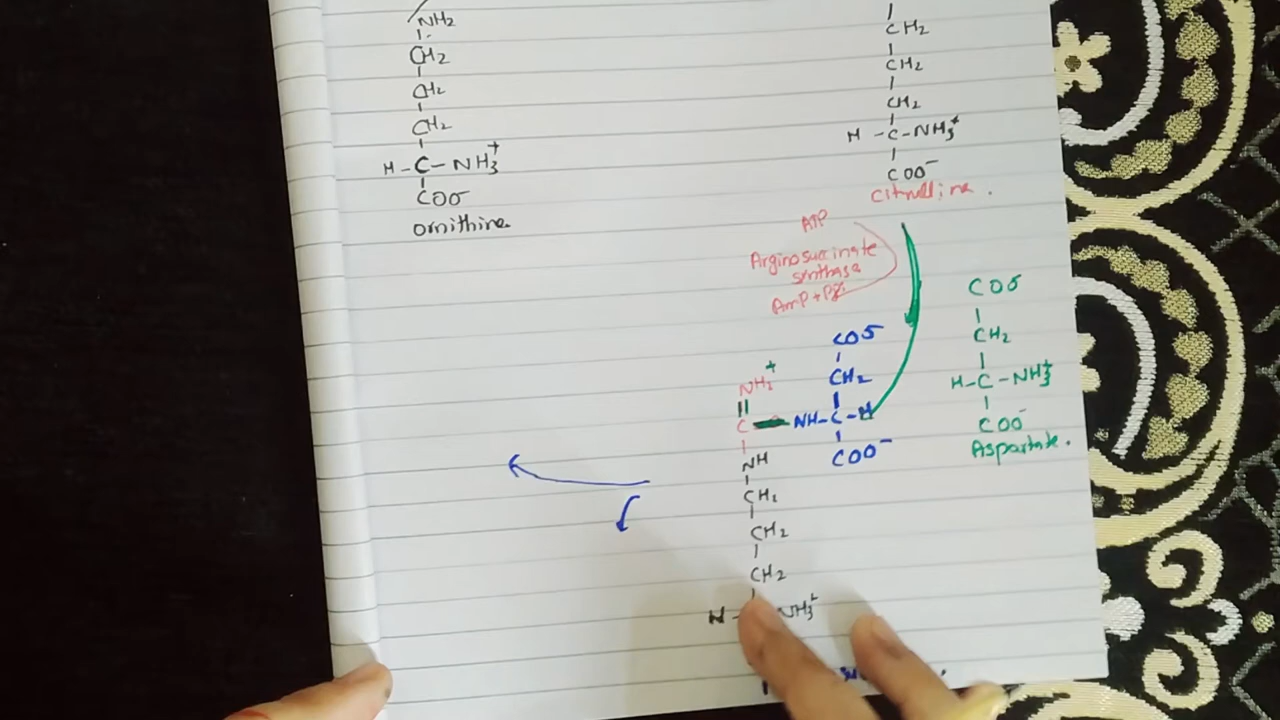 NH2
CH2
CH2
CH2
H-C-NH3+
COO-
ornithine
CH2
CH2
CH2
H-C-NH3+
COO-
Citrulline.
ATP
Arginosuccinate
synthase
AMP+PPi
COO-
CH2
H-C-NH3+
COO-
Aspartate.
COO-
CH2
NH-C-H
COO-
NH2+
C
NH
CH2
CH2
CH2
H- NH3+